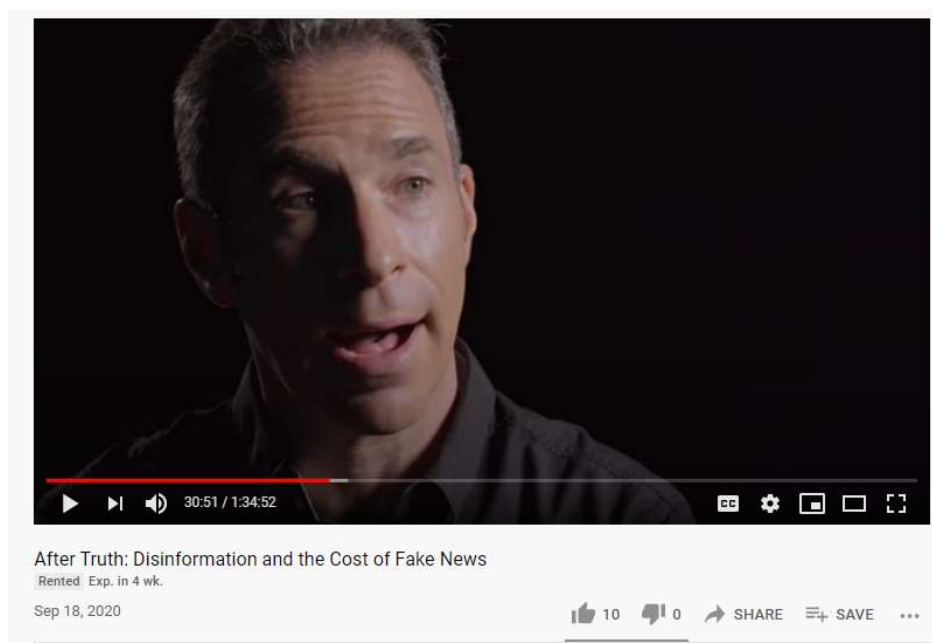 30:51 / 1:34:52
CC
After Truth: Disinformation and the Cost of Fake News
Rented Exp. in 4 wk.
Sep 18, 2020
10 0 SHARE SAVE